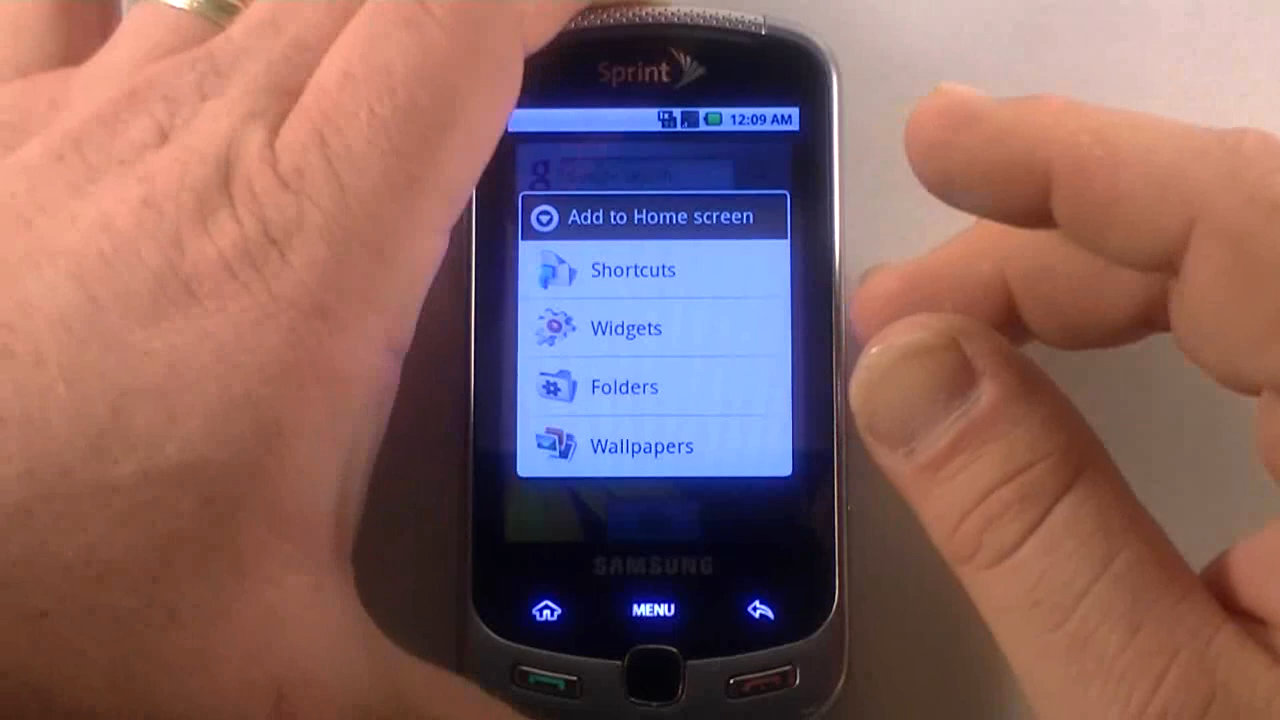 Sprint
12:09 AM
Add to Home screen
Shortcuts
Widgets
Folders
Wallpapers
SAMSUNG
MENU